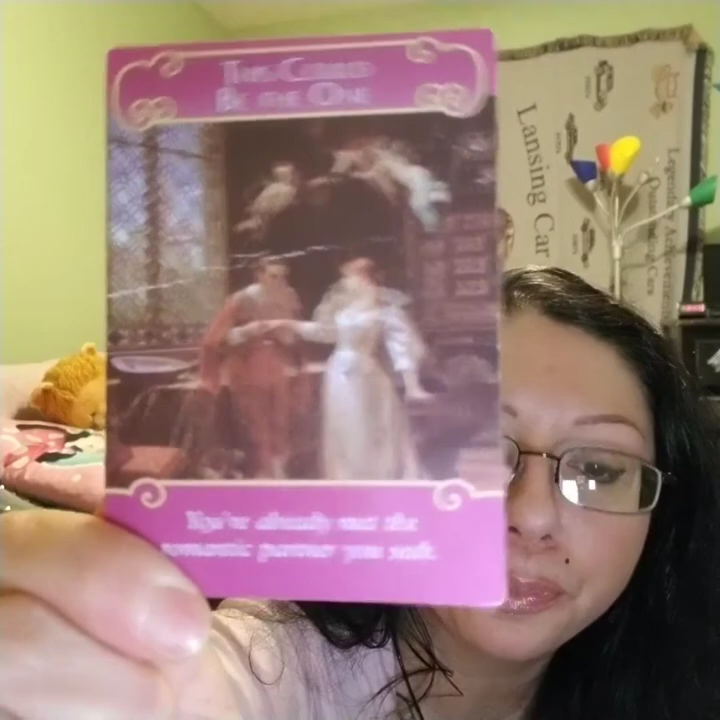 This Could
Be the One
You've already met the
romantic partner you seek.
Lansing Car